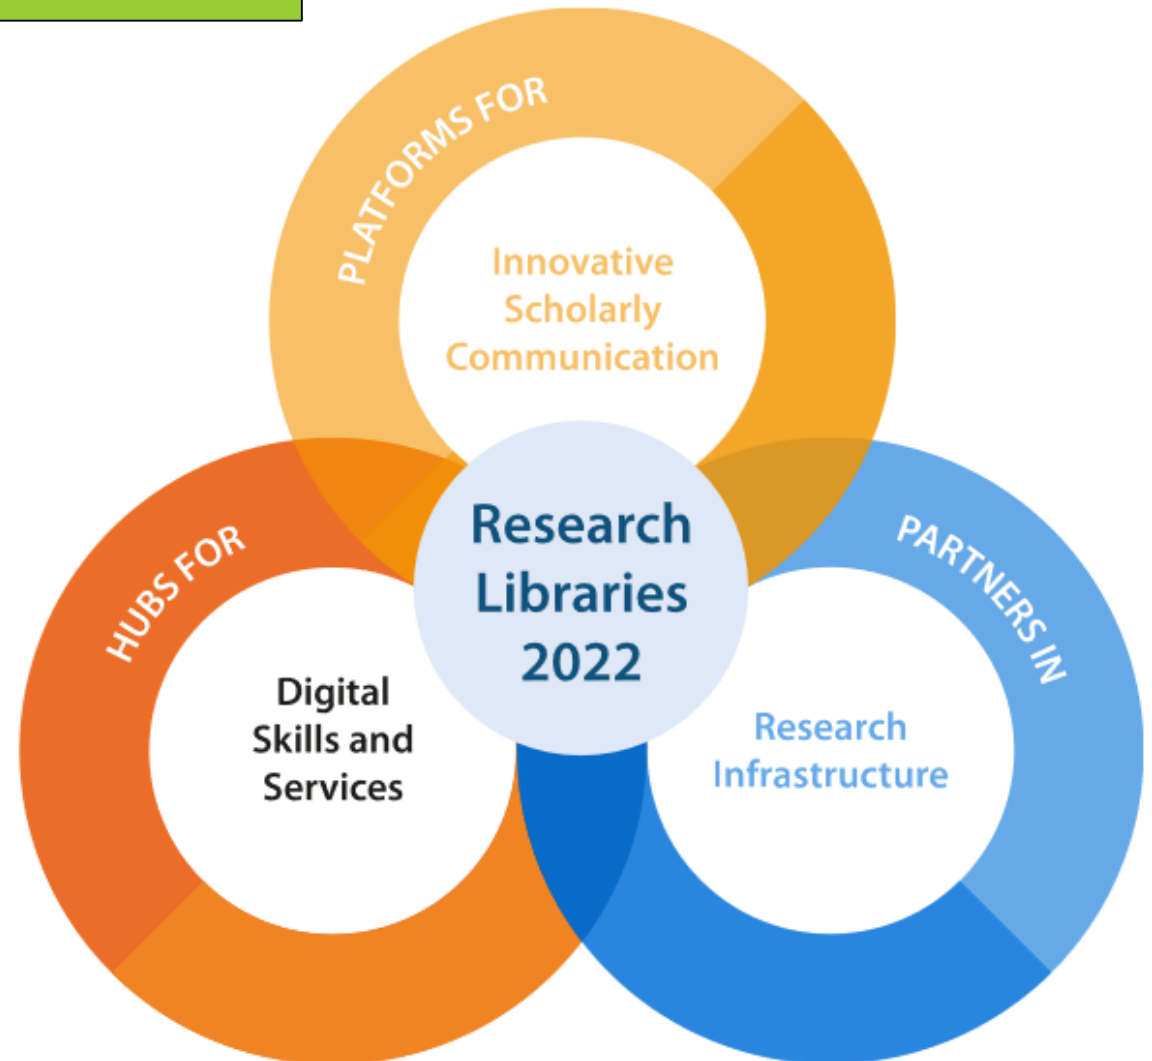 PLATFORMS FOR
Innovative
Scholarly
Communication
Research
Libraries
2022
HUBS FOR
Digital
Skills and
Services
PARTNERS IN
Research
Infrastructure